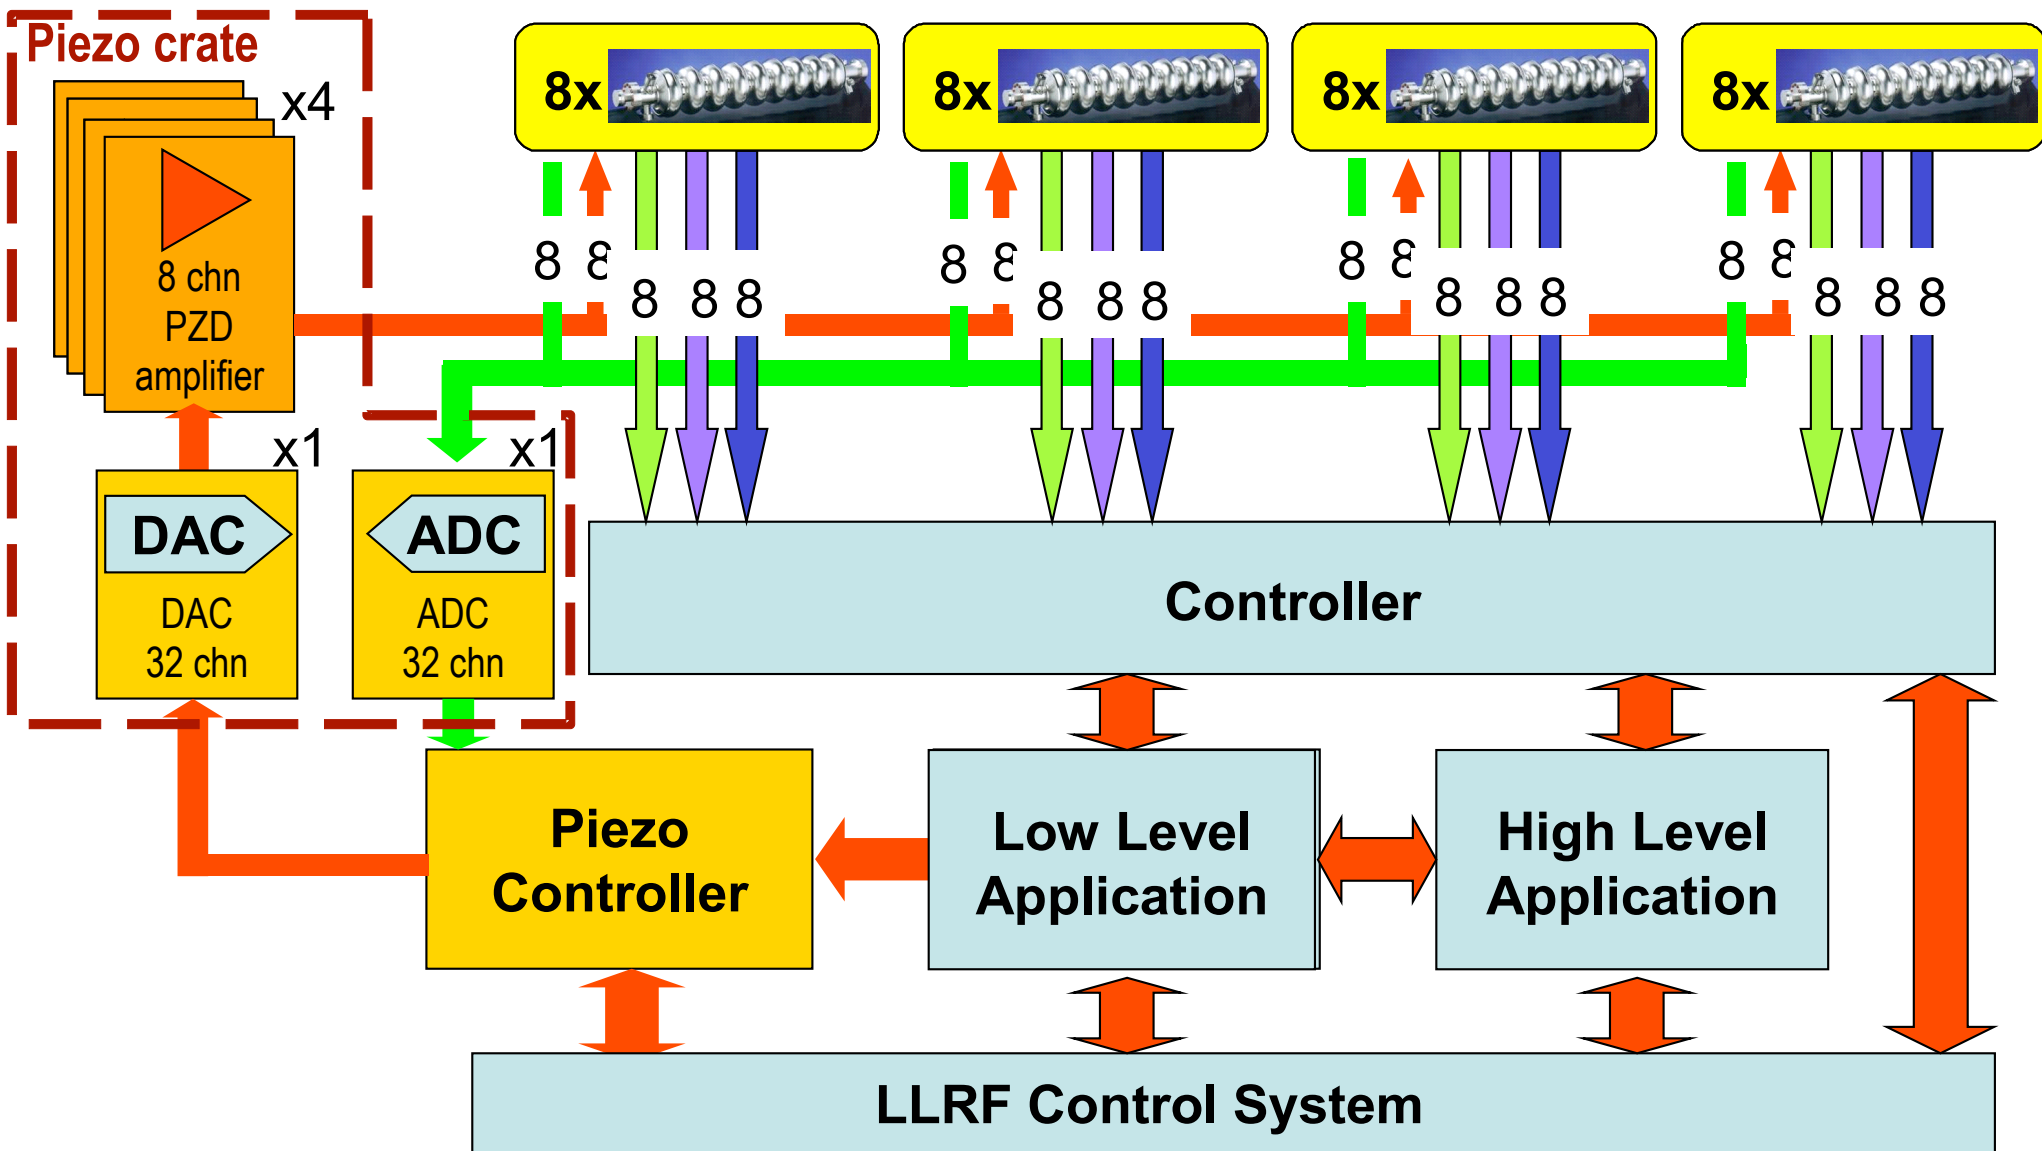 Piezo crate
8x
8x
8x
8x
x4
8 chn
PZD
amplifier
8 8 8 8 8
8 8 8 8 8
8 8 8 8 8
8 8 8 8 8
x1
x1
DAC
ADC
DAC
32 chn
ADC
32 chn
Controller
Piezo
Controller
Low Level
Application
High Level
Application
LLRF Control System